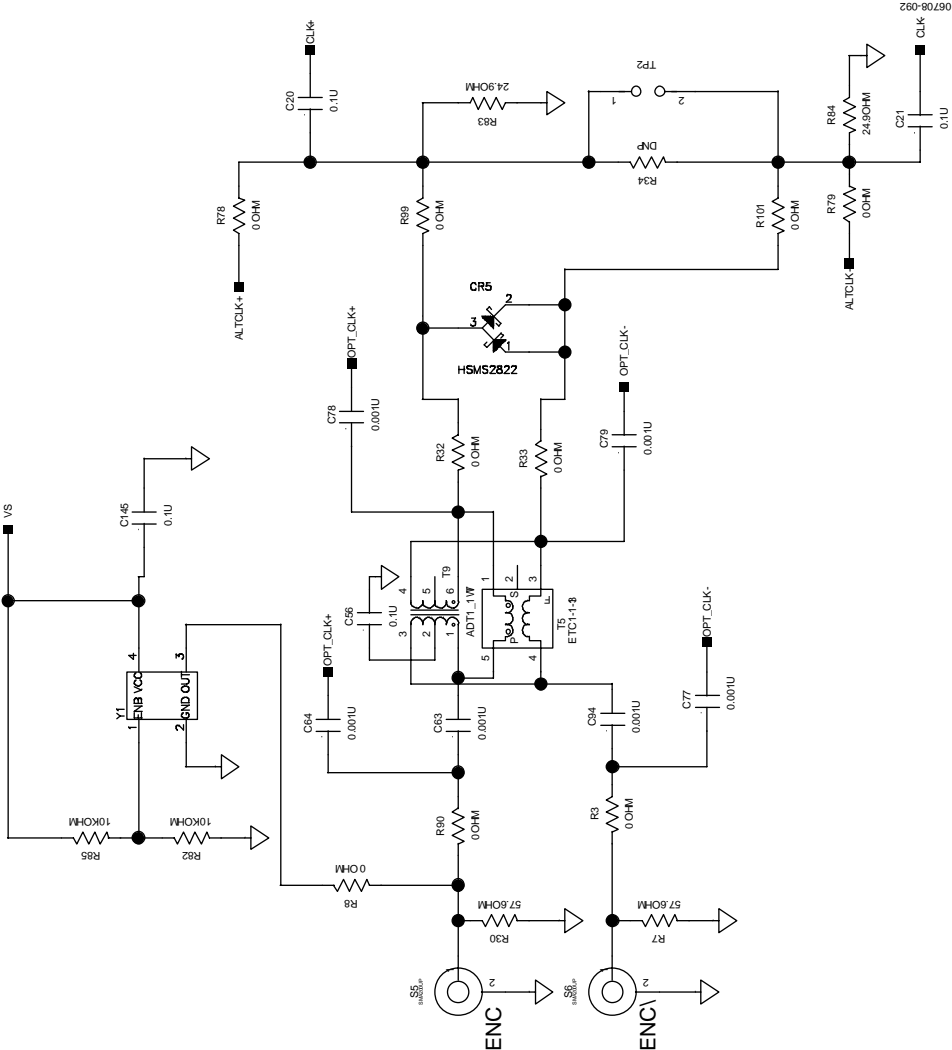 06708-092
CLK+
CLK-
C20
0.1U
24.9OHM
R83
TP2
1
2
R84
24.9OHM
C21
0.1U
DNP
R34
R78
0 OHM
R99
0 OHM
R101
0 OHM
R79
0 OHM
ALTCLK+
ALTCLK-
CR5
2
3
1
HSMS2822
OPT_CLK+
OPT_CLK-
C78
0.001U
R32
0 OHM
R33
0 OHM
C79
0.001U
VS
C145
0.1U
C56
0.1U
4
5
6
T9
3
2
1
ADT1_1WT
1
2
3
S
F
P
5
4
T5
ETC1-1-13
Y1
4
3
ENB VCC
GND OUT
1
2
OPT_CLK+
OPT_CLK-
C64
0.001U
C63
0.001U
C94
0.001U
C77
0.001U
10KOHM
R85
10KOHM
R82
R90
0 OHM
R3
0 OHM
0 OHM
R8
57.6OHM
R30
57.6OHM
R7
S5
1
2
ENC
S6
1
2
ENC\